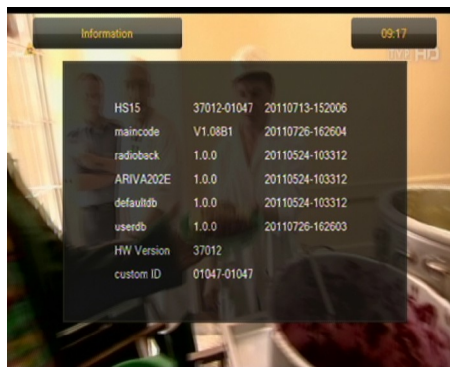 Information 09:17
TVP HD
HS15 37012-01047 20110713-152006
maincode V1.08B1 20110726-162604
radioback 1.0.0 20110524-103312
ARIVA202E 1.0.0 20110524-103312
defaultdb 1.0.0 20110524-103312
userdb 1.0.0 20110726-162603
HW Version 37012
custom ID 01047-01047